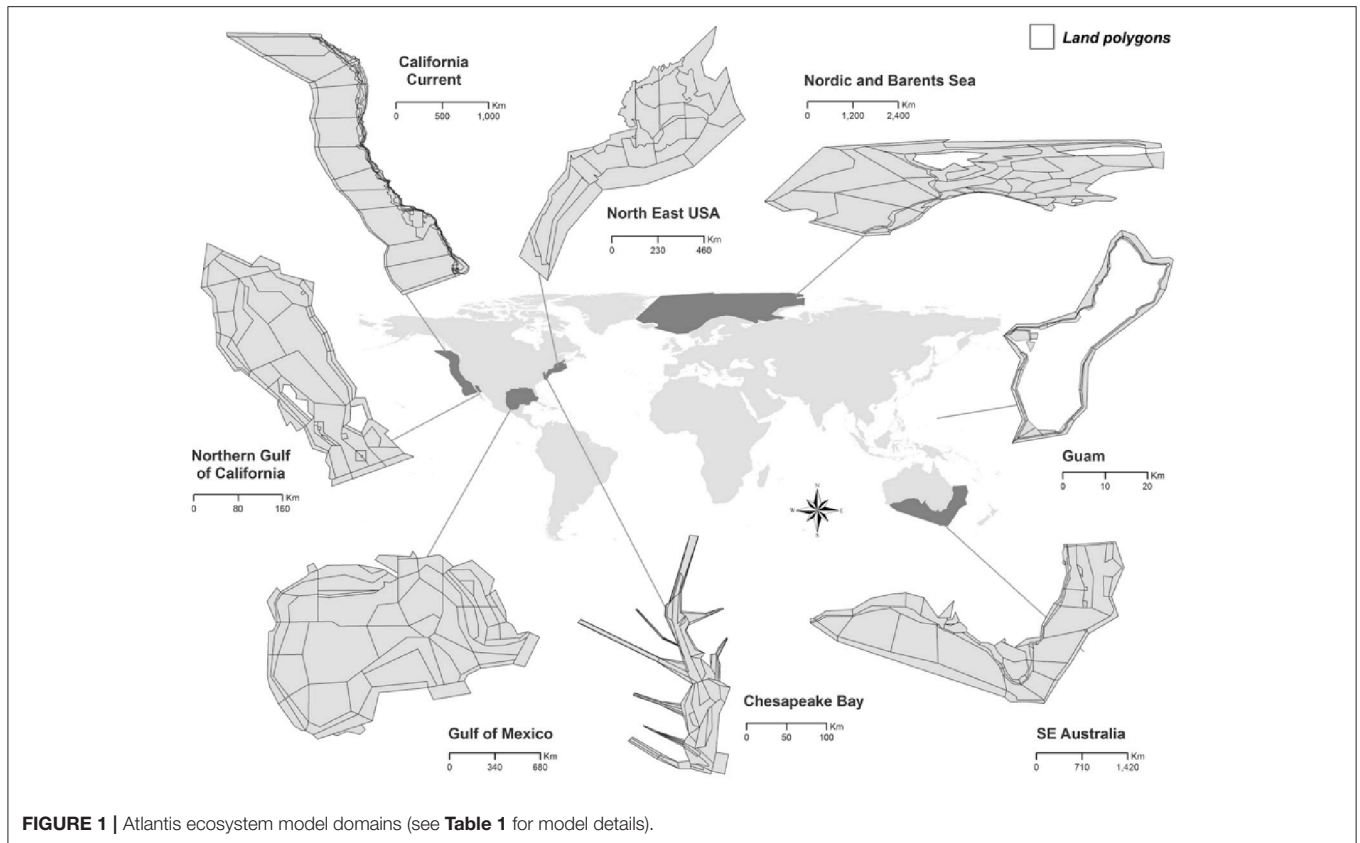 Land polygons
California
Current
Km
0 500 1,000
Nordic and Barents Sea
Km
0 1,200 2,400
North East USA
Km
0 230 460
Northern Gulf
of California
Km
0 80 160
Guam
Km
0 10 20
N
W E
S
Gulf of Mexico
Km
0 340 680
Chesapeake Bay
Km
0 50 100
SE Australia
Km
0 710 1,420
FIGURE 1 | Atlantis ecosystem model domains (see Table 1 for model details).